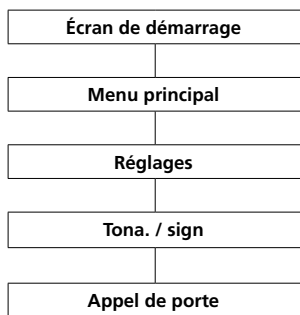 Écran de démarrage
Menu principal
Réglages
Tona. / sign
Appel de porte